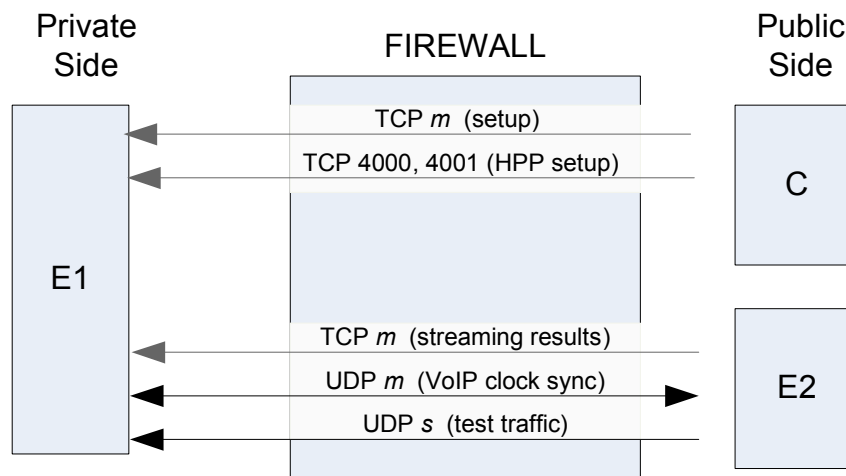 Private
Side
FIREWALL
Public
Side
TCP m (setup)
TCP 4000, 4001 (HPP setup)
C
E1
TCP m (streaming results)
UDP m (VoIP clock sync)
E2
UDP s (test traffic)